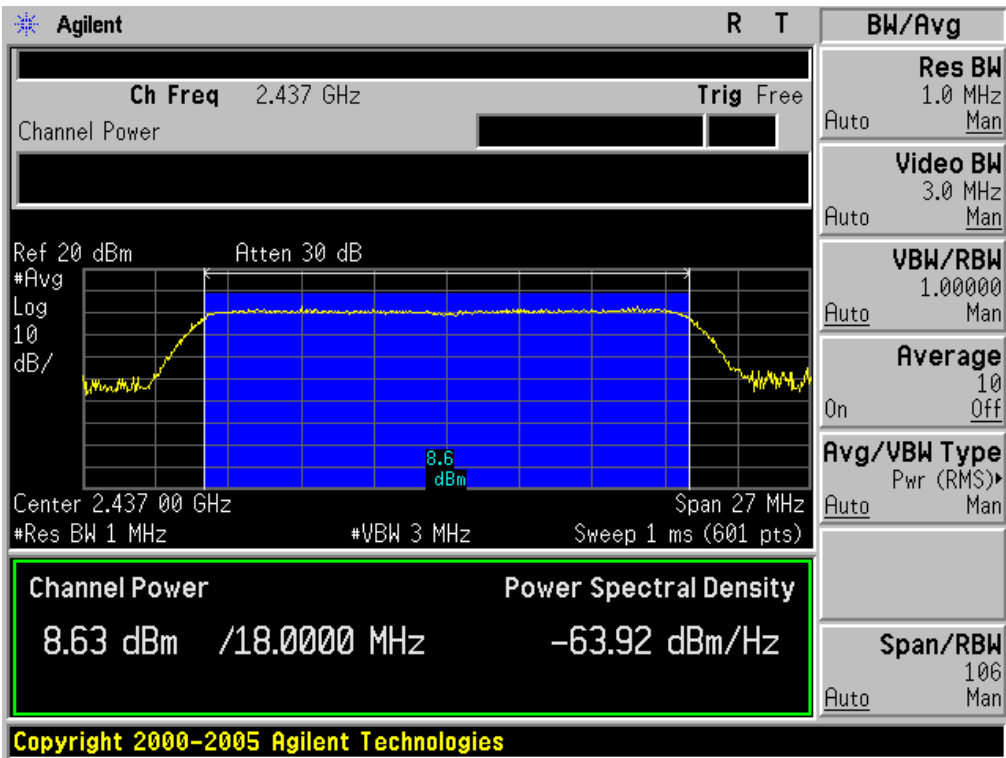 Agilent R T
Ch Freq 2.437 GHz Trig Free
Channel Power
Ref 20 dBm Atten 30 dB
#Avg
Log
10
dB/
8.6
dBm
Center 2.437 00 GHz Span 27 MHz
#Res BW 1 MHz #VBW 3 MHz Sweep 1 ms (601 pts)
Channel Power Power Spectral Density
8.63 dBm /18.0000 MHz -63.92 dBm/Hz
Copyright 2000-2005 Agilent Technologies
BW/Avg
Res BW
1.0 MHz
Auto Man
Video BW
3.0 MHz
Auto Man
VBW/RBW
1.00000
Auto Man
Average
10
On Off
Avg/VBW Type
Pwr (RMS)▸
Auto Man
Span/RBW
106
Auto Man